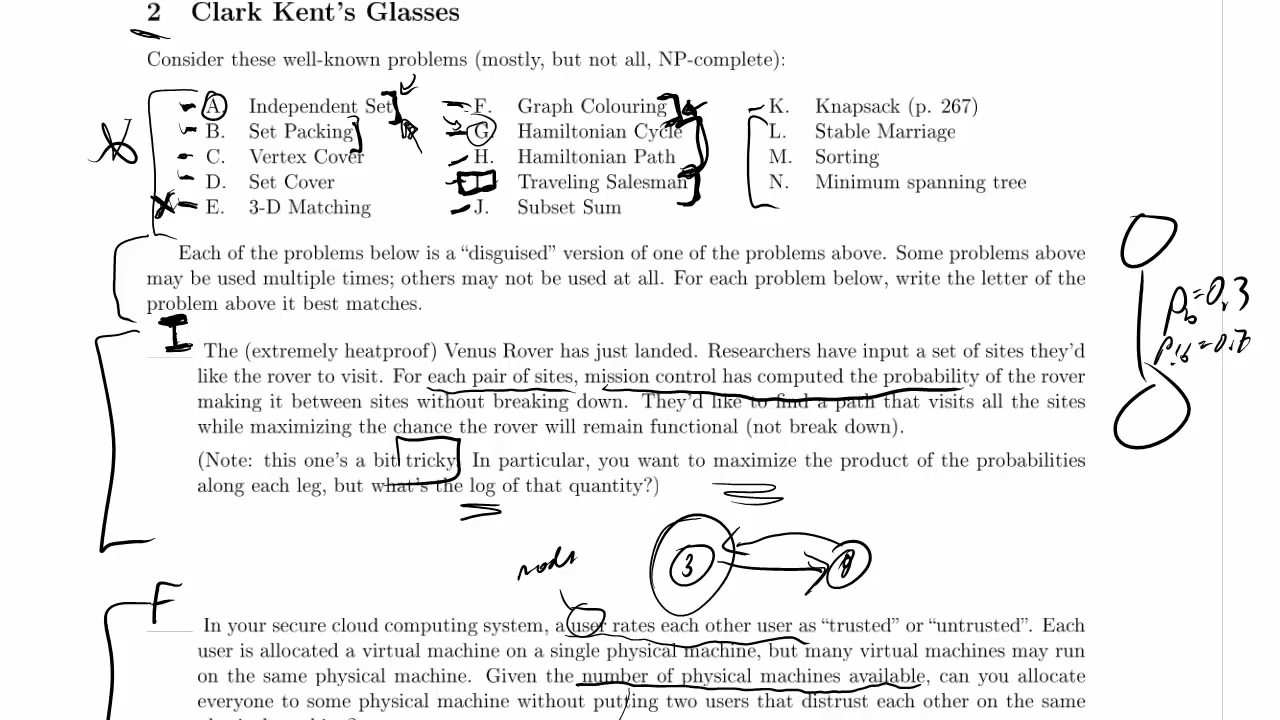 2 Clark Kent's Glasses
Consider these well-known problems (mostly, but not all, NP-complete):
A. Independent Set
B. Set Packing
C. Vertex Cover
D. Set Cover
E. 3-D Matching
F. Graph Colouring
G. Hamiltonian Cycle
H. Hamiltonian Path
I. Traveling Salesman
J. Subset Sum
K. Knapsack (p. 267)
L. Stable Marriage
M. Sorting
N. Minimum spanning tree
Each of the problems below is a "disguised" version of one of the problems above. Some problems above
may be used multiple times; others may not be used at all. For each problem below, write the letter of the
problem above it best matches.
I
The (extremely heatproof) Venus Rover has just landed. Researchers have input a set of sites they'd
like the rover to visit. For each pair of sites, mission control has computed the probability of the rover
making it between sites without breaking down. They'd like to find a path that visits all the sites
while maximizing the chance the rover will remain functional (not break down).
(Note: this one's a bit tricky. In particular, you want to maximize the product of the probabilities
along each leg, but what's the log of that quantity?)
Pb=0.3
3
node
F
In your secure cloud computing system, a user rates each other user as "trusted" or "untrusted". Each
user is allocated a virtual machine on a single physical machine, but many virtual machines may run
on the same physical machine. Given the number of physical machines available, can you allocate
everyone to some physical machine without putting two users that distrust each other on the same